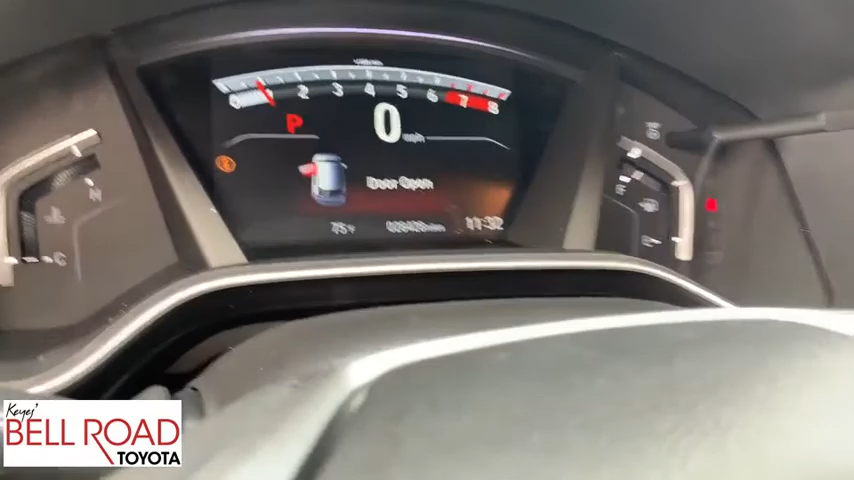 0 2 3 4 5 6 7 8
P
0
mph
Door Open
75°F
11:32
H
C
F
E
Keyes'
BELL ROAD
TOYOTA